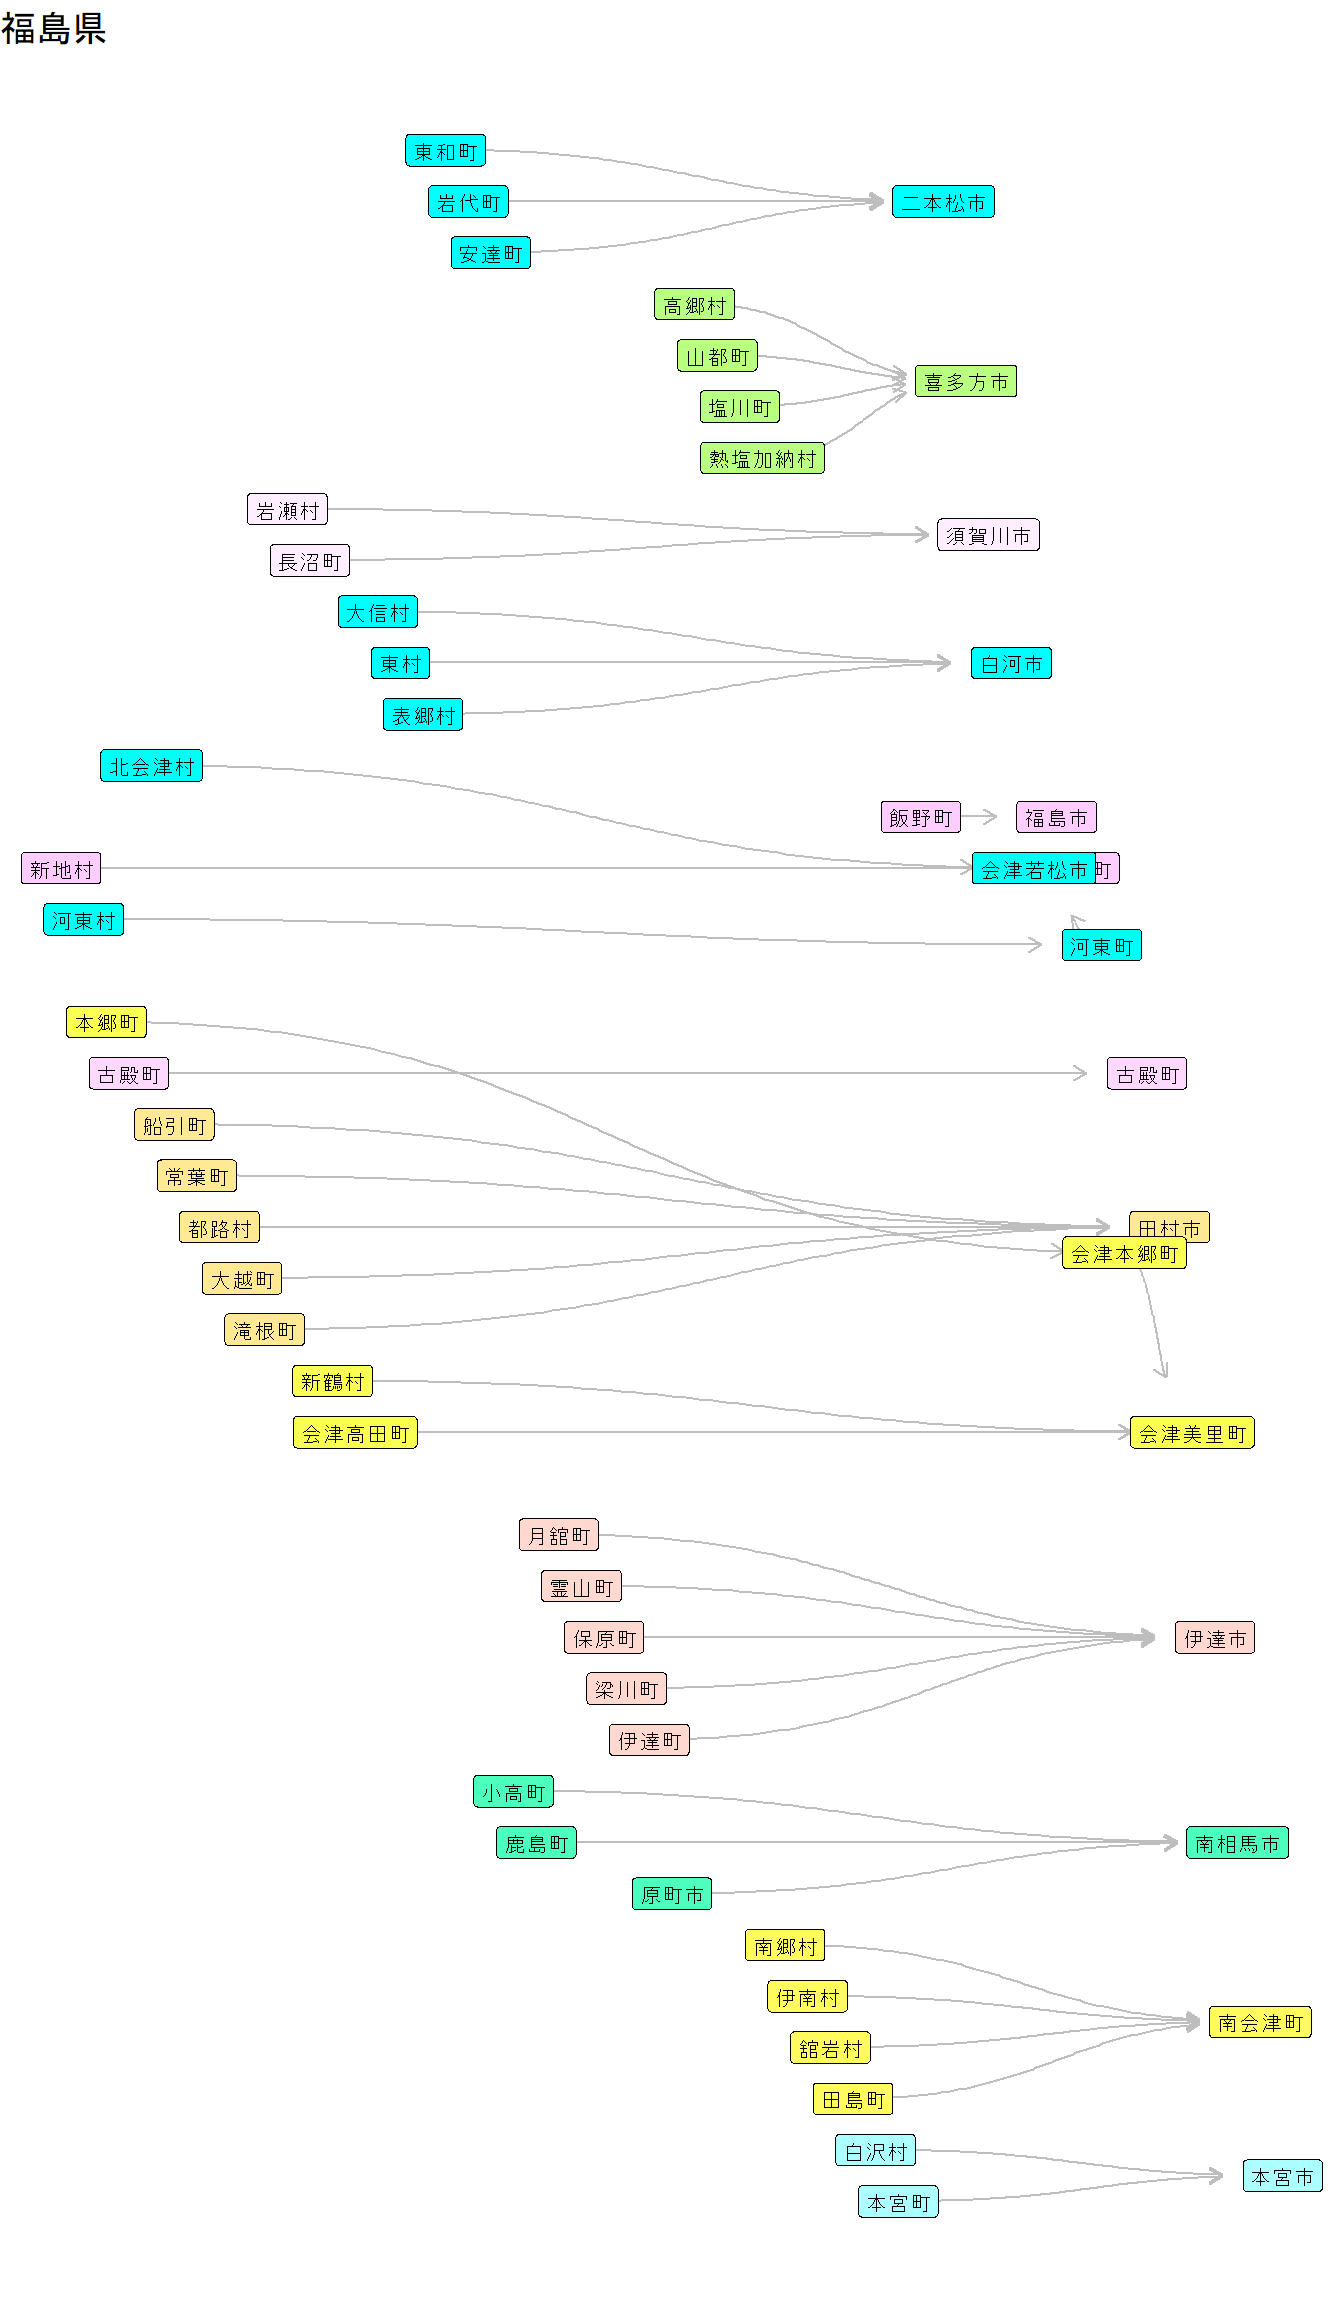 福島県
東和町
岩代町
二本松市
安達町
高郷村
山都町
喜多方市
塩川町
熱塩加納村
岩瀬村
須賀川市
長沼町
大信村
東村
白河市
表郷村
北会津村
飯野町
福島市
新地村
会津若松市
町
河東村
河東町
本郷町
古殿町
古殿町
船引町
常葉町
都路村
田村市
会津本郷町
大越町
滝根町
新鶴村
会津高田町
会津美里町
月舘町
霊山町
保原町
伊達市
梁川町
伊達町
小高町
鹿島町
南相馬市
原町市
南郷村
伊南村
南会津町
舘岩村
田島町
白沢村
本宮市
本宮町